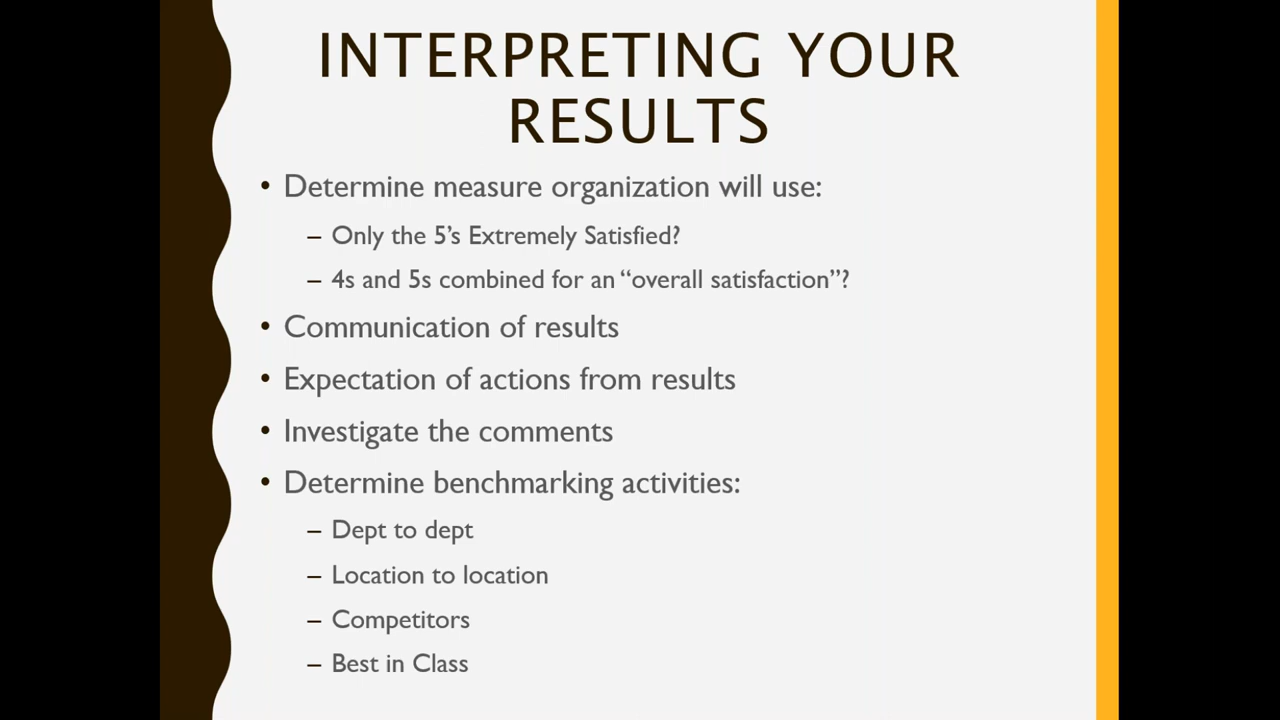 INTERPRETING YOUR
RESULTS
• Determine measure organization will use:
– Only the 5’s Extremely Satisfied?
– 4s and 5s combined for an “overall satisfaction”?
• Communication of results
• Expectation of actions from results
• Investigate the comments
• Determine benchmarking activities:
– Dept to dept
– Location to location
– Competitors
– Best in Class